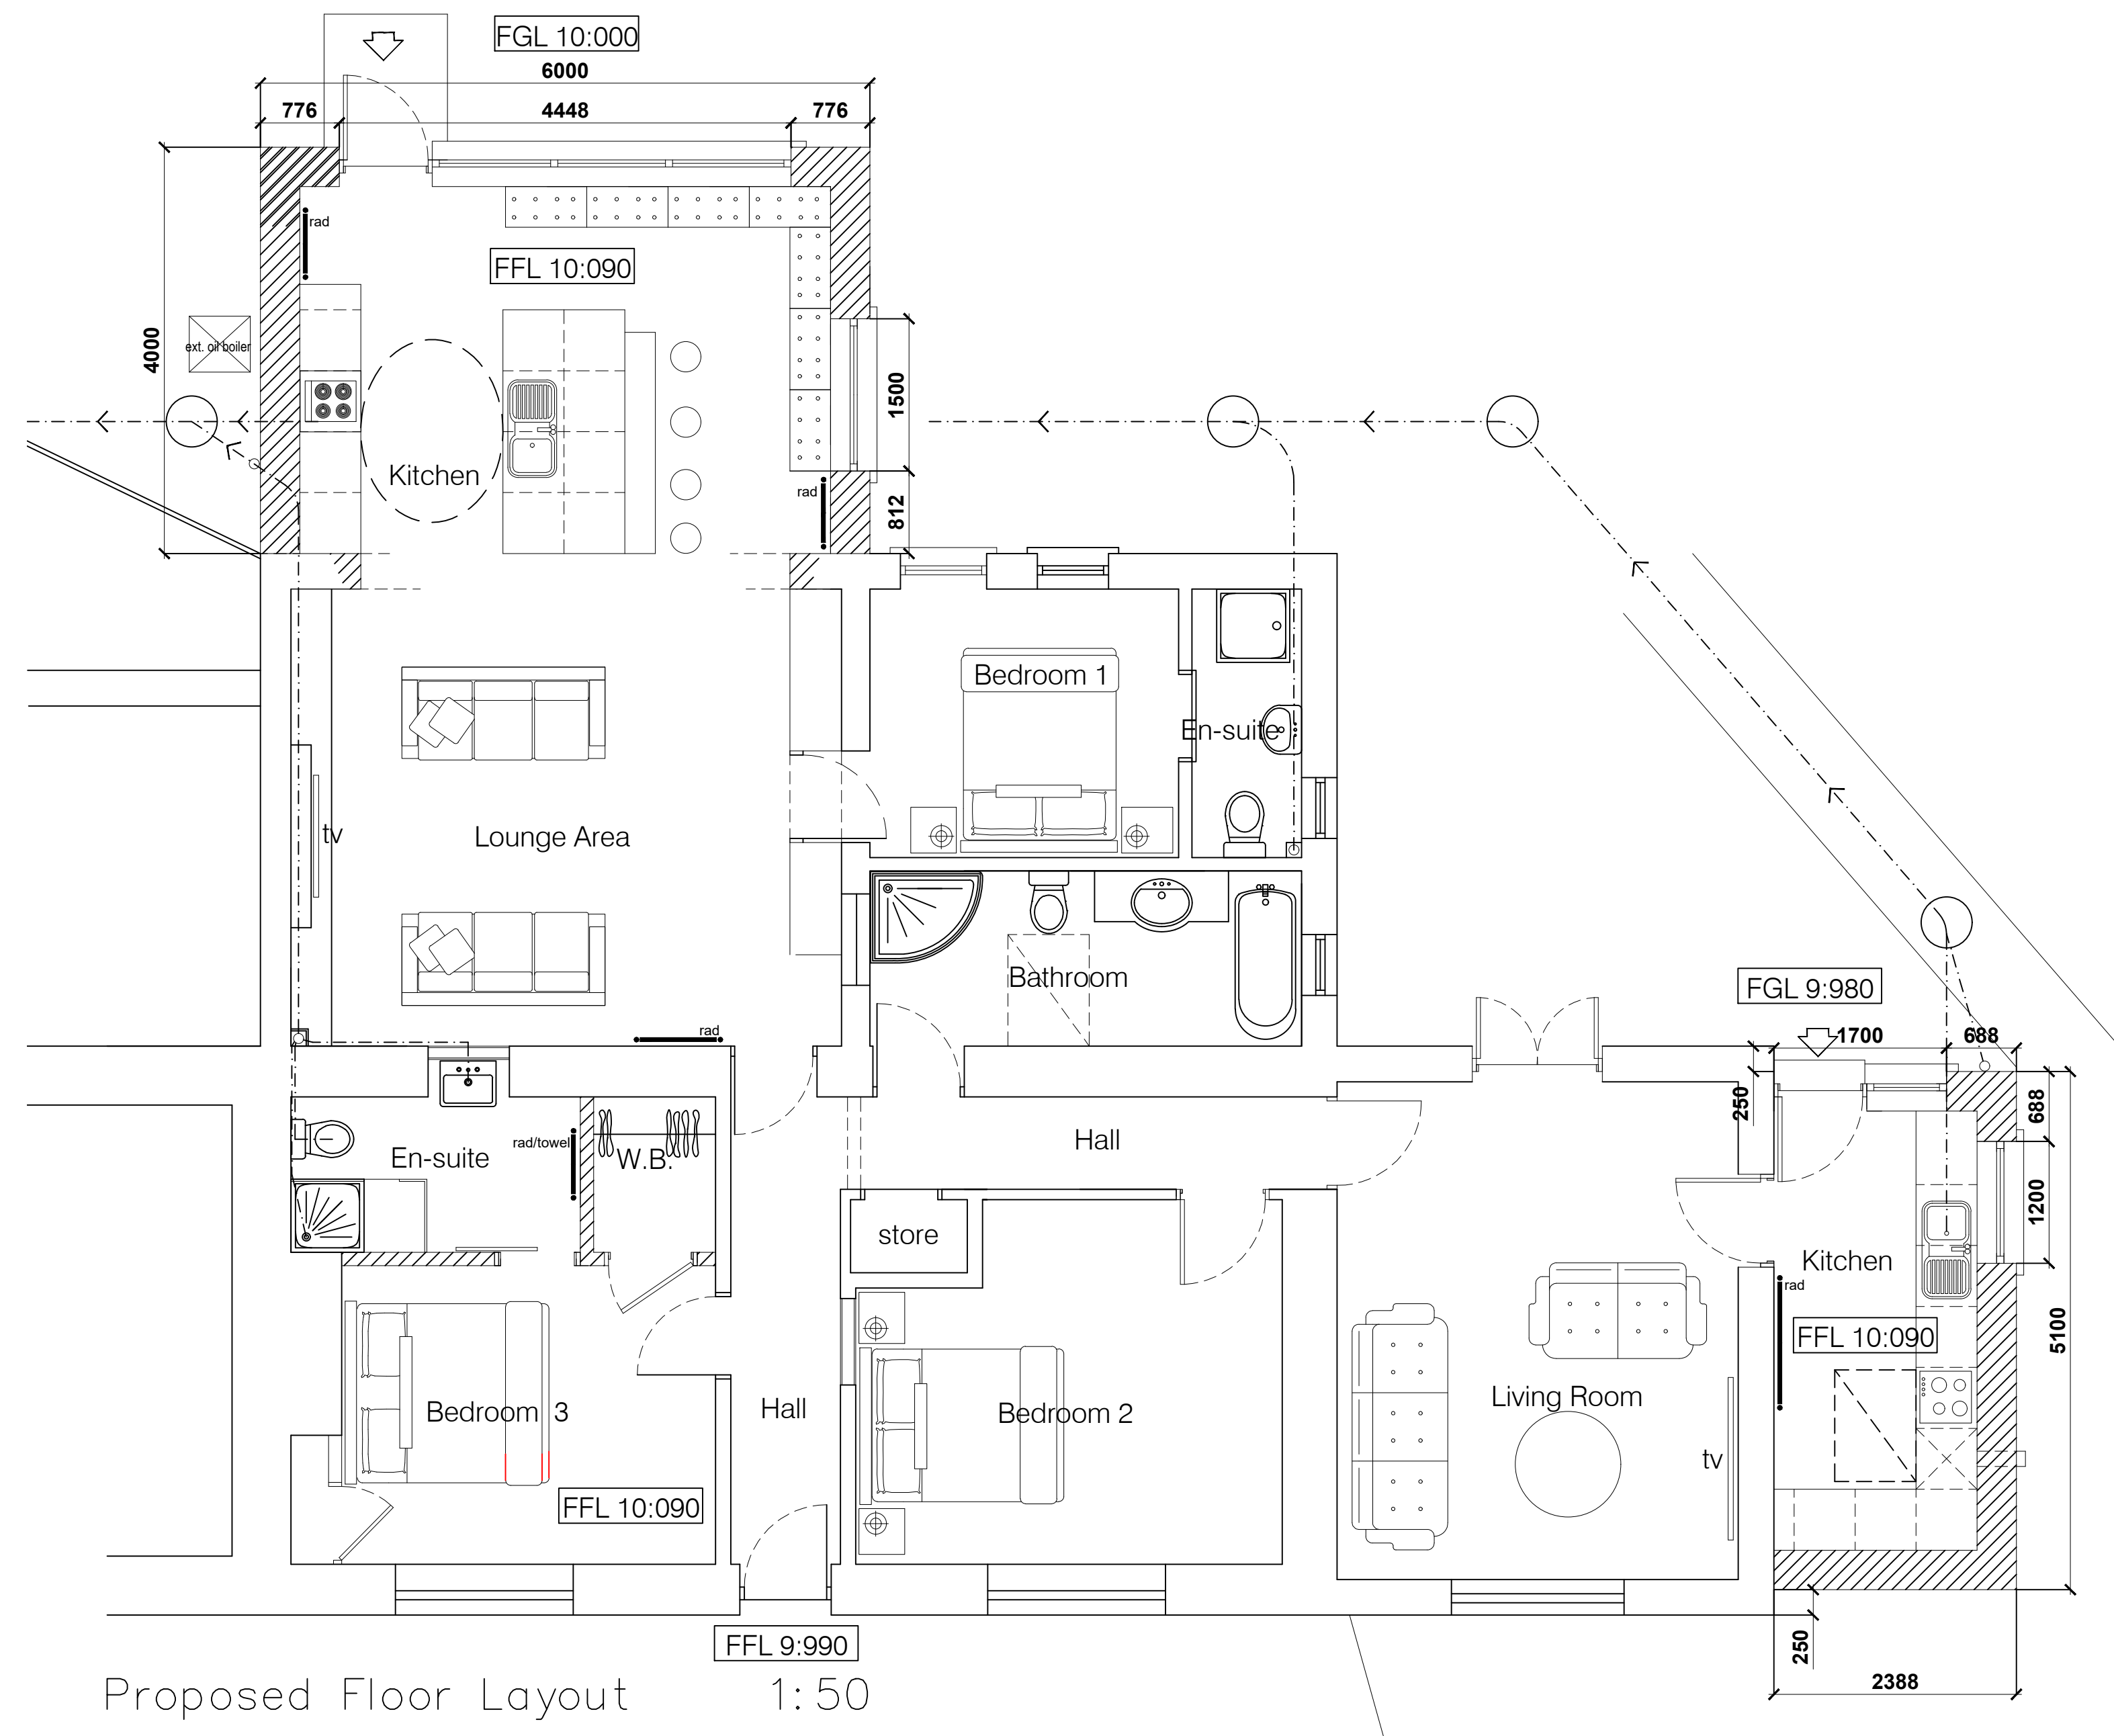 FGL 10:000
6000
776
4448
776
rad
FFL 10:090
4000
ext. oil boiler
1500
Kitchen
rad
812
Bedroom 1
En-suite
tv
Lounge Area
Bathroom
FGL 9:980
rad
1700
688
250
688
Hall
rad/towel
En-suite
W.B.
1200
store
Kitchen
rad
FFL 10:090
5100
Living Room
Bedroom 3
Hall
Bedroom 2
tv
FFL 10:090
FFL 9:990
250
2388
Proposed Floor Layout 1:50